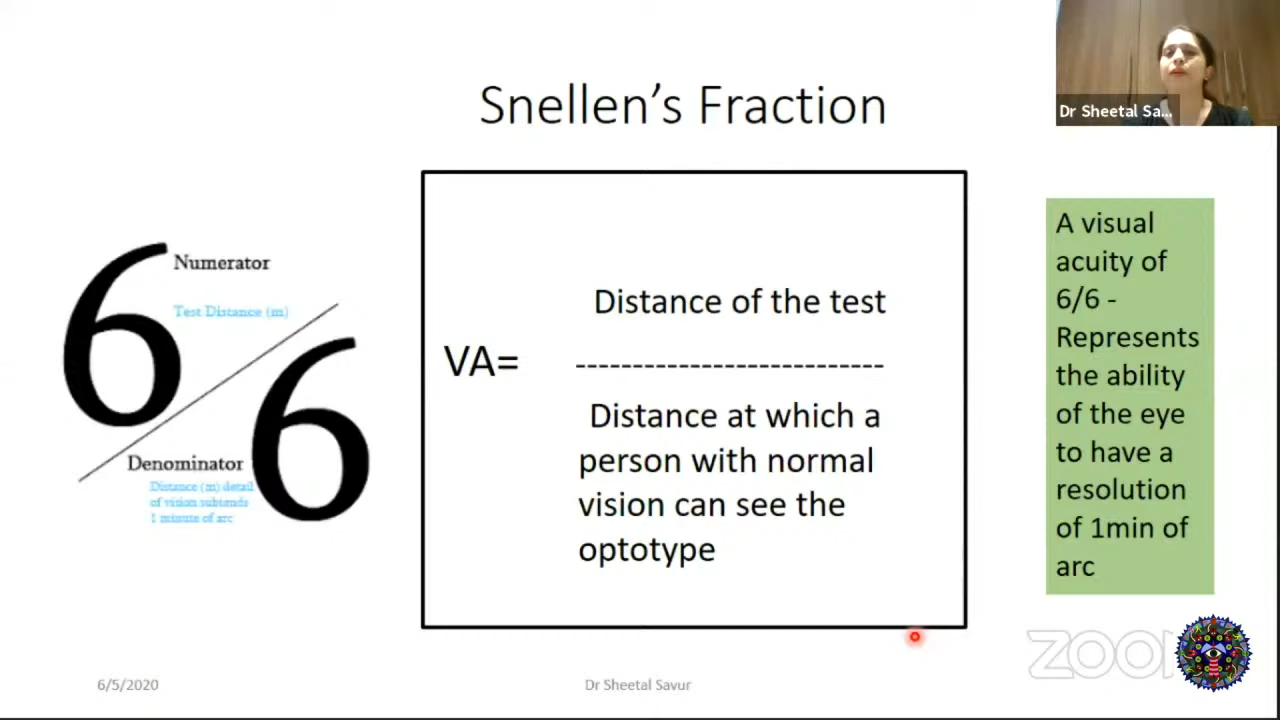 Snellen’s Fraction
Dr Sheetal Sa...
6
Numerator
Test Distance (m)
6
Denominator
Distance (m) detail
of vision subtends
1 minute of arc
Distance of the test
VA= ---------------------------
Distance at which a
person with normal
vision can see the
optotype
A visual
acuity of
6/6 -
Represents
the ability
of the eye
to have a
resolution
of 1min of
arc
6/5/2020
Dr Sheetal Savur
ZOOM